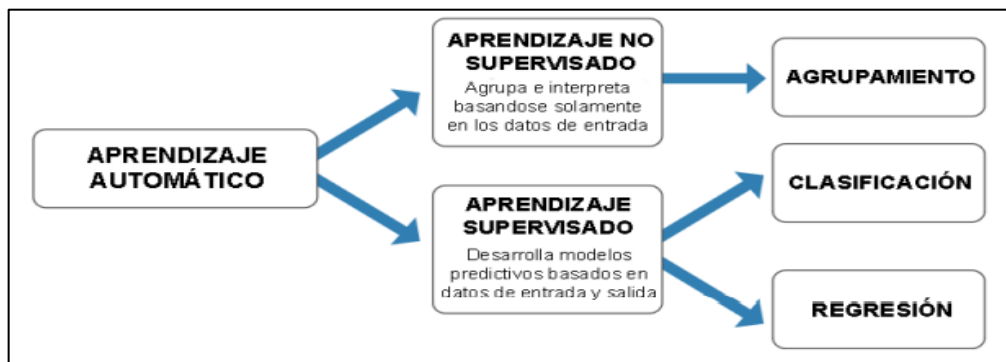 APRENDIZAJE
AUTOMÁTICO
APRENDIZAJE NO
SUPERVISADO
Agrupa e interpreta
basandose solamente
en los datos de entrada
AGRUPAMIENTO
APRENDIZAJE
SUPERVISADO
Desarrolla modelos
predictivos basados en
datos de entrada y salida
CLASIFICACIÓN
REGRESIÓN